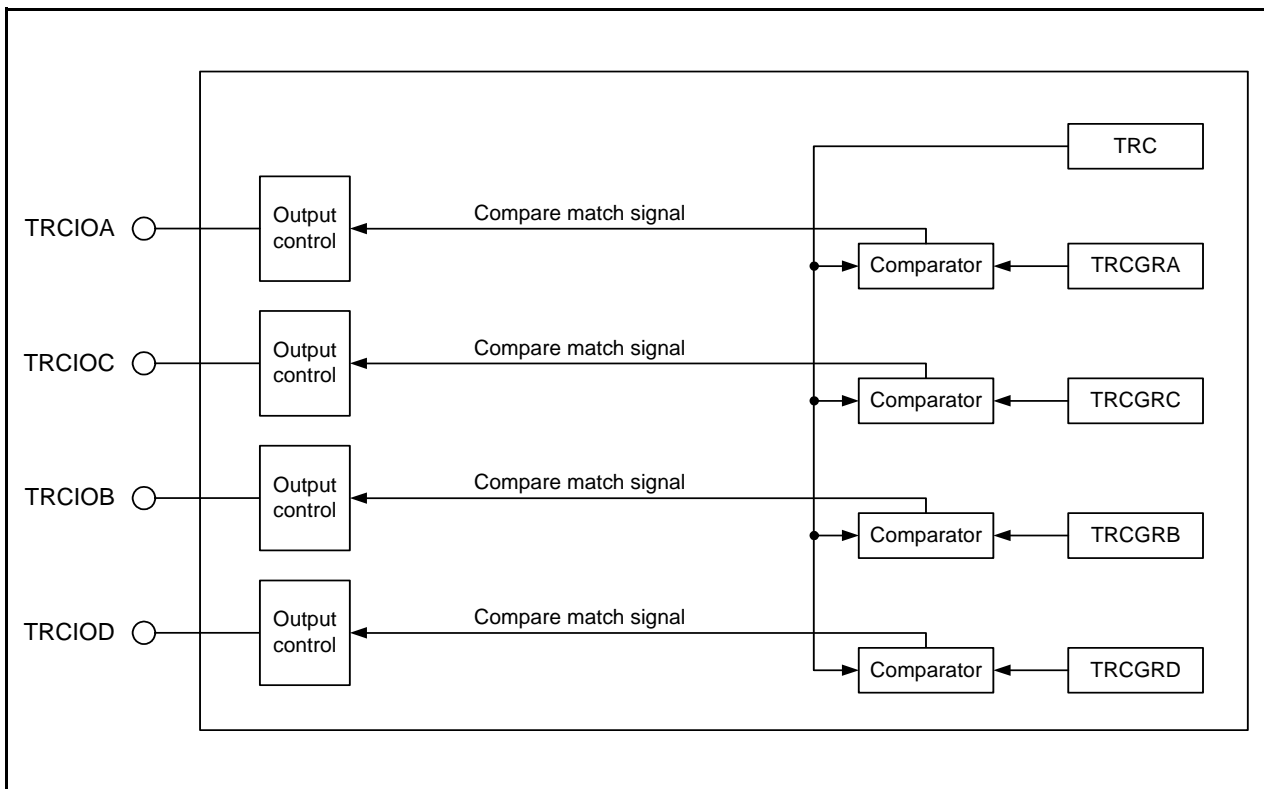 TRC
TRCIOA
Output
control
Compare match signal
Comparator
TRCGRA
TRCIOC
Output
control
Compare match signal
Comparator
TRCGRC
TRCIOB
Output
control
Compare match signal
Comparator
TRCGRB
TRCIOD
Output
control
Compare match signal
Comparator
TRCGRD